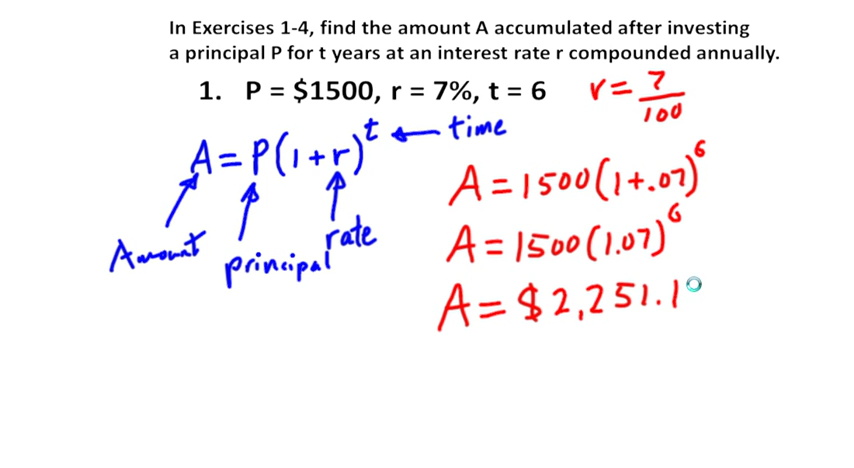 In Exercises 1-4, find the amount A accumulated after investing
a principal P for t years at an interest rate r compounded annually.
1. P = $1500, r = 7%, t = 6
r = 7/100
A = P(1+r)^t ← time
Amount
principal
rate
A = 1500(1+.07)^6
A = 1500(1.07)^6
A = $2,251.1